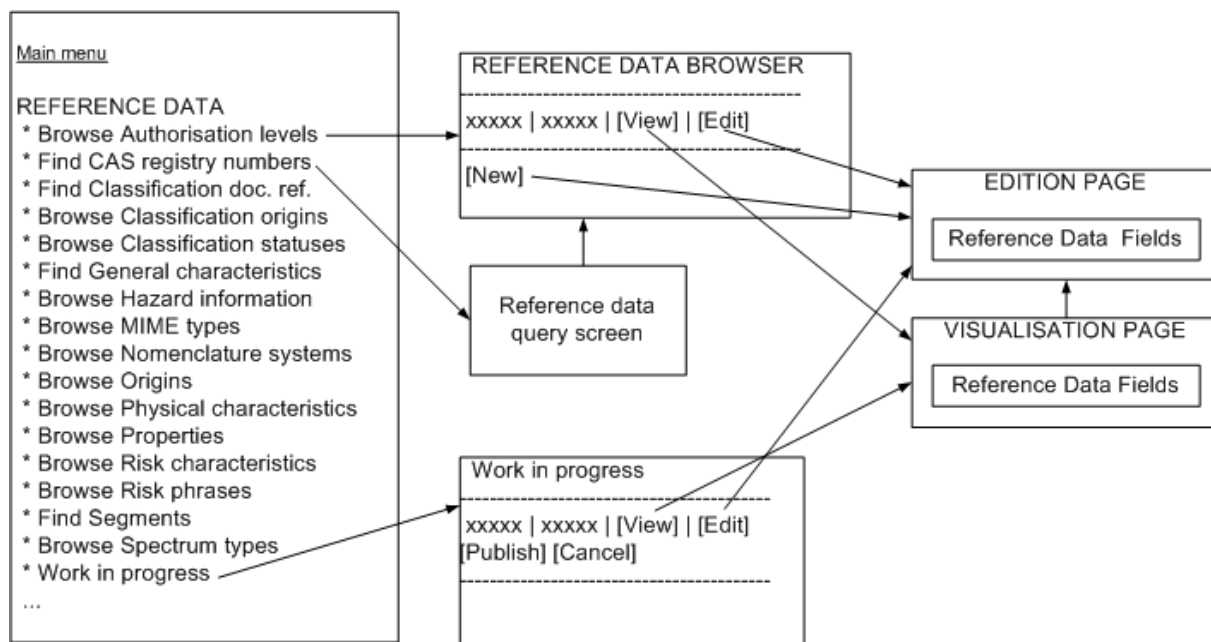 Main menu
REFERENCE DATA
* Browse Authorisation levels
* Find CAS registry numbers
* Find Classification doc. ref.
* Browse Classification origins
* Browse Classification statuses
* Find General characteristics
* Browse Hazard information
* Browse MIME types
* Browse Nomenclature systems
* Browse Origins
* Browse Physical characteristics
* Browse Properties
* Browse Risk characteristics
* Browse Risk phrases
* Find Segments
* Browse Spectrum types
* Work in progress
...
REFERENCE DATA BROWSER
xxxxx | xxxxx | [View] | [Edit]
[New]
Reference data
query screen
Work in progress
xxxxx | xxxxx | [View] | [Edit]
[Publish] [Cancel]
EDITION PAGE
Reference Data Fields
VISUALISATION PAGE
Reference Data Fields